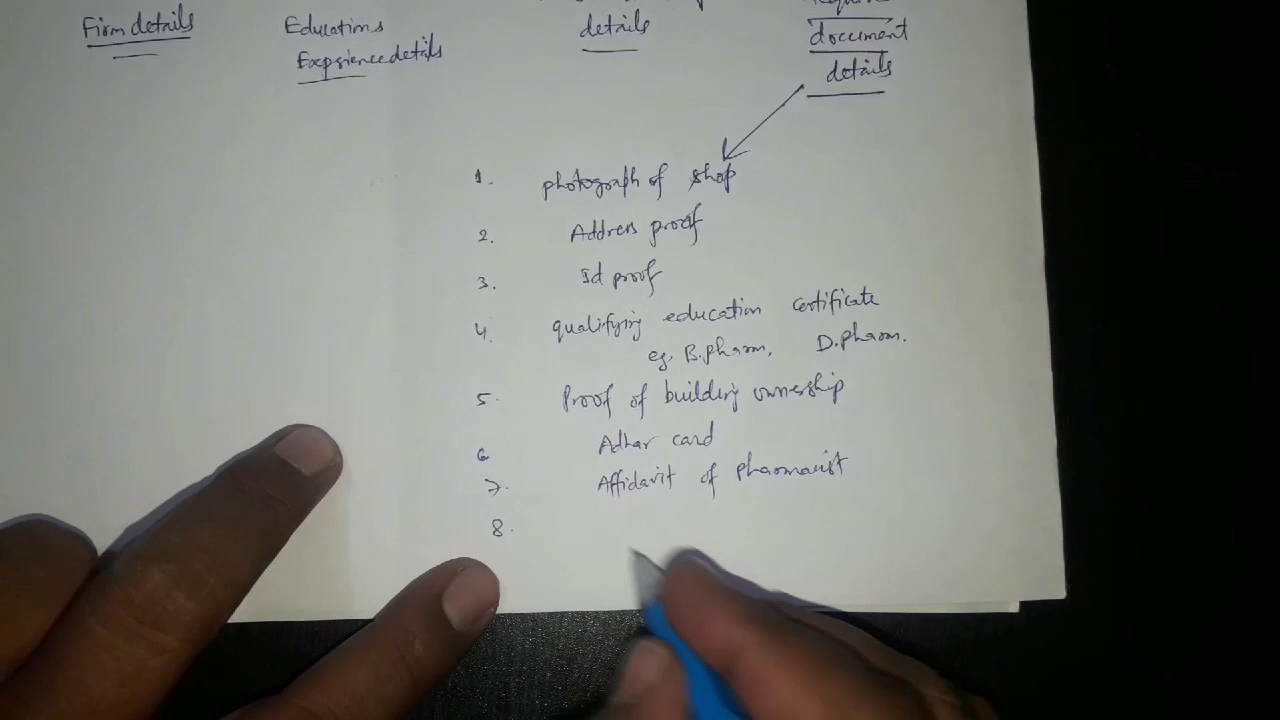 Firm details
Educations
Expsience details
details
document
details
1. photograph of shop
2. Address proof
3. Id proof
4. qualifying education certificate
eg. B.pharm, D.pharm.
5. Proof of building ownership
6 Adhar card
7. Affidavit of pharmacist
8.